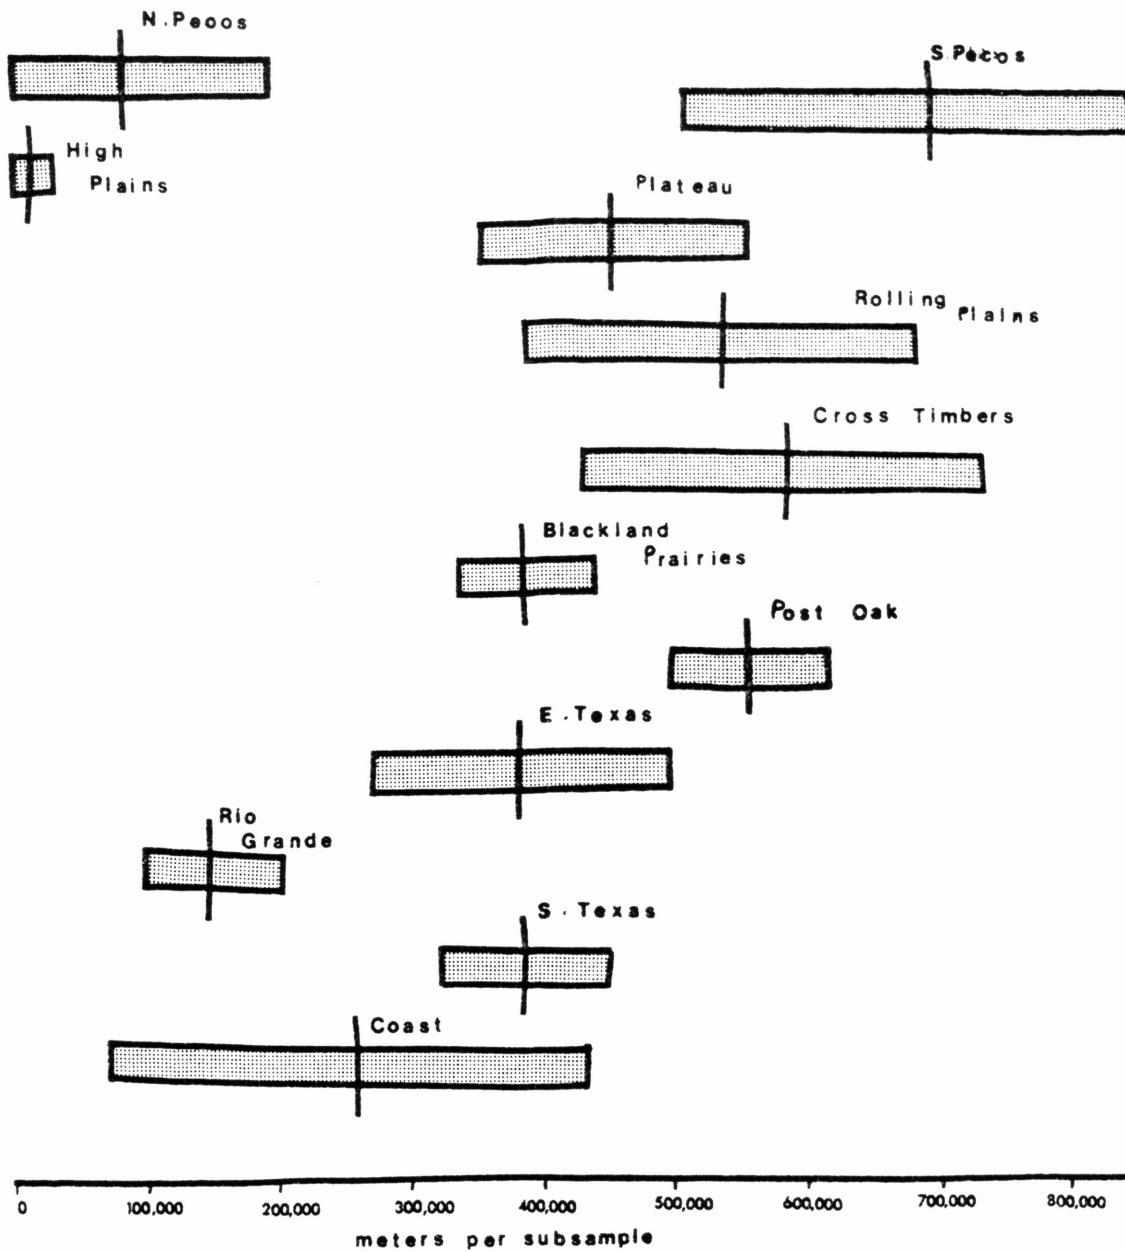 N.Pecos
S.Pecos
High
Plains
Plateau
Rolling
Plains
Cross Timbers
Blackland
Prairies
Post Oak
E.Texas
Rio
Grande
S.Texas
Coast
0 100,000 200,000 300,000 400,000 500,000 600,000 700,000 800,000
meters per subsample